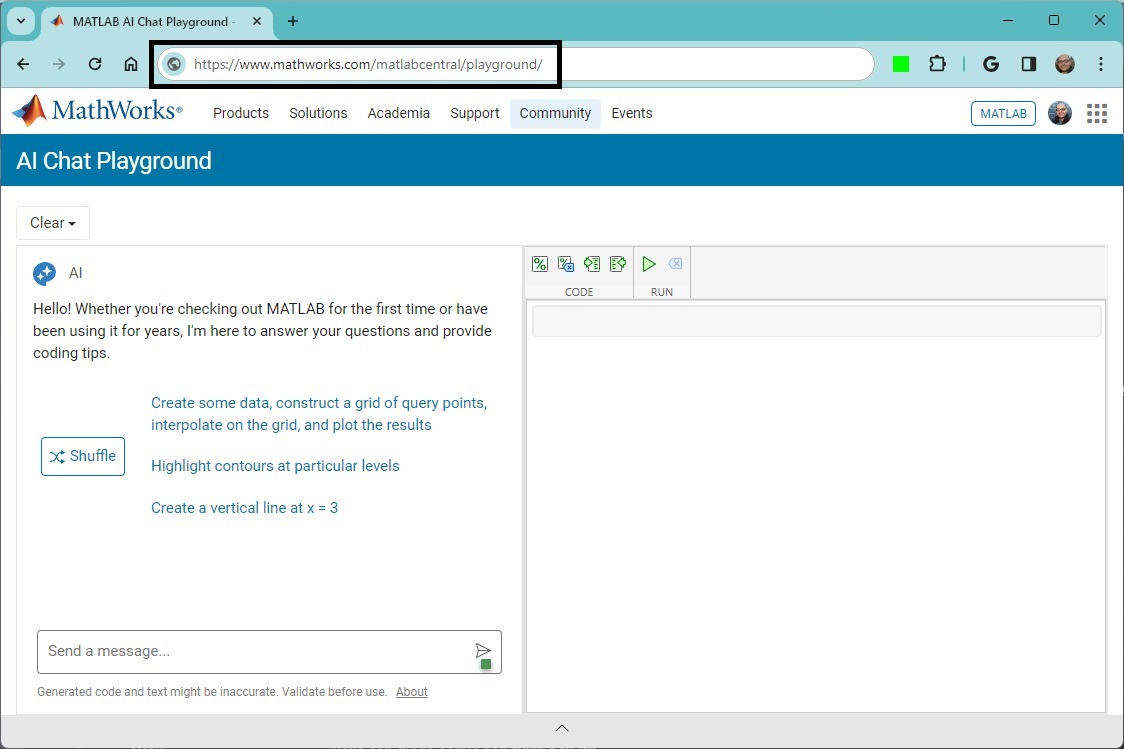 MATLAB AI Chat Playground -
https://www.mathworks.com/matlabcentral/playground/
MathWorks®
Products Solutions Academia Support Community Events
MATLAB
AI Chat Playground
Clear
AI
Hello! Whether you're checking out MATLAB for the first time or have
been using it for years, I'm here to answer your questions and provide
coding tips.
Create some data, construct a grid of query points,
interpolate on the grid, and plot the results
Shuffle
Highlight contours at particular levels
Create a vertical line at x = 3
Send a message...
Generated code and text might be inaccurate. Validate before use. About
CODE
RUN